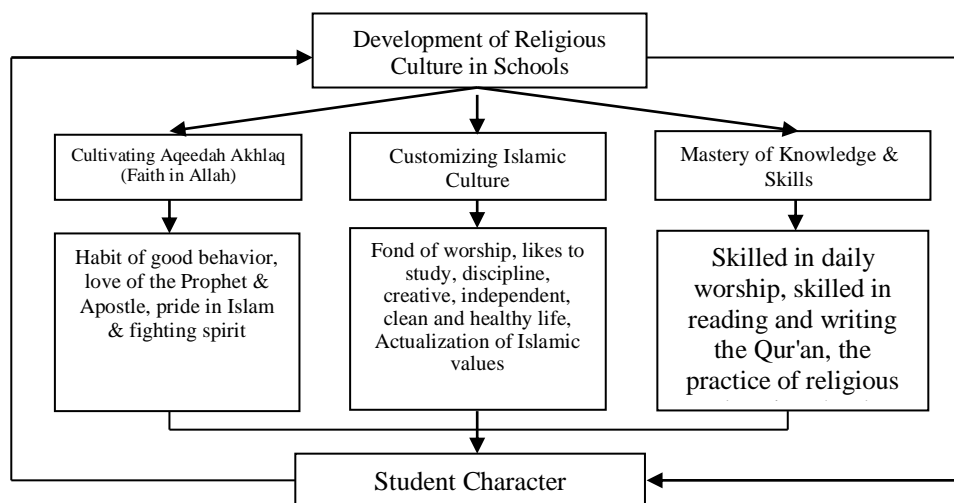 Development of Religious
Culture in Schools
Cultivating Aqeedah Akhlaq
(Faith in Allah)
Customizing Islamic
Culture
Mastery of Knowledge &
Skills
Habit of good behavior,
love of the Prophet &
Apostle, pride in Islam
& fighting spirit
Fond of worship, likes to
study, discipline,
creative, independent,
clean and healthy life,
Actualization of Islamic
values
Skilled in daily
worship, skilled in
reading and writing
the Qur'an, the
practice of religious
Student Character